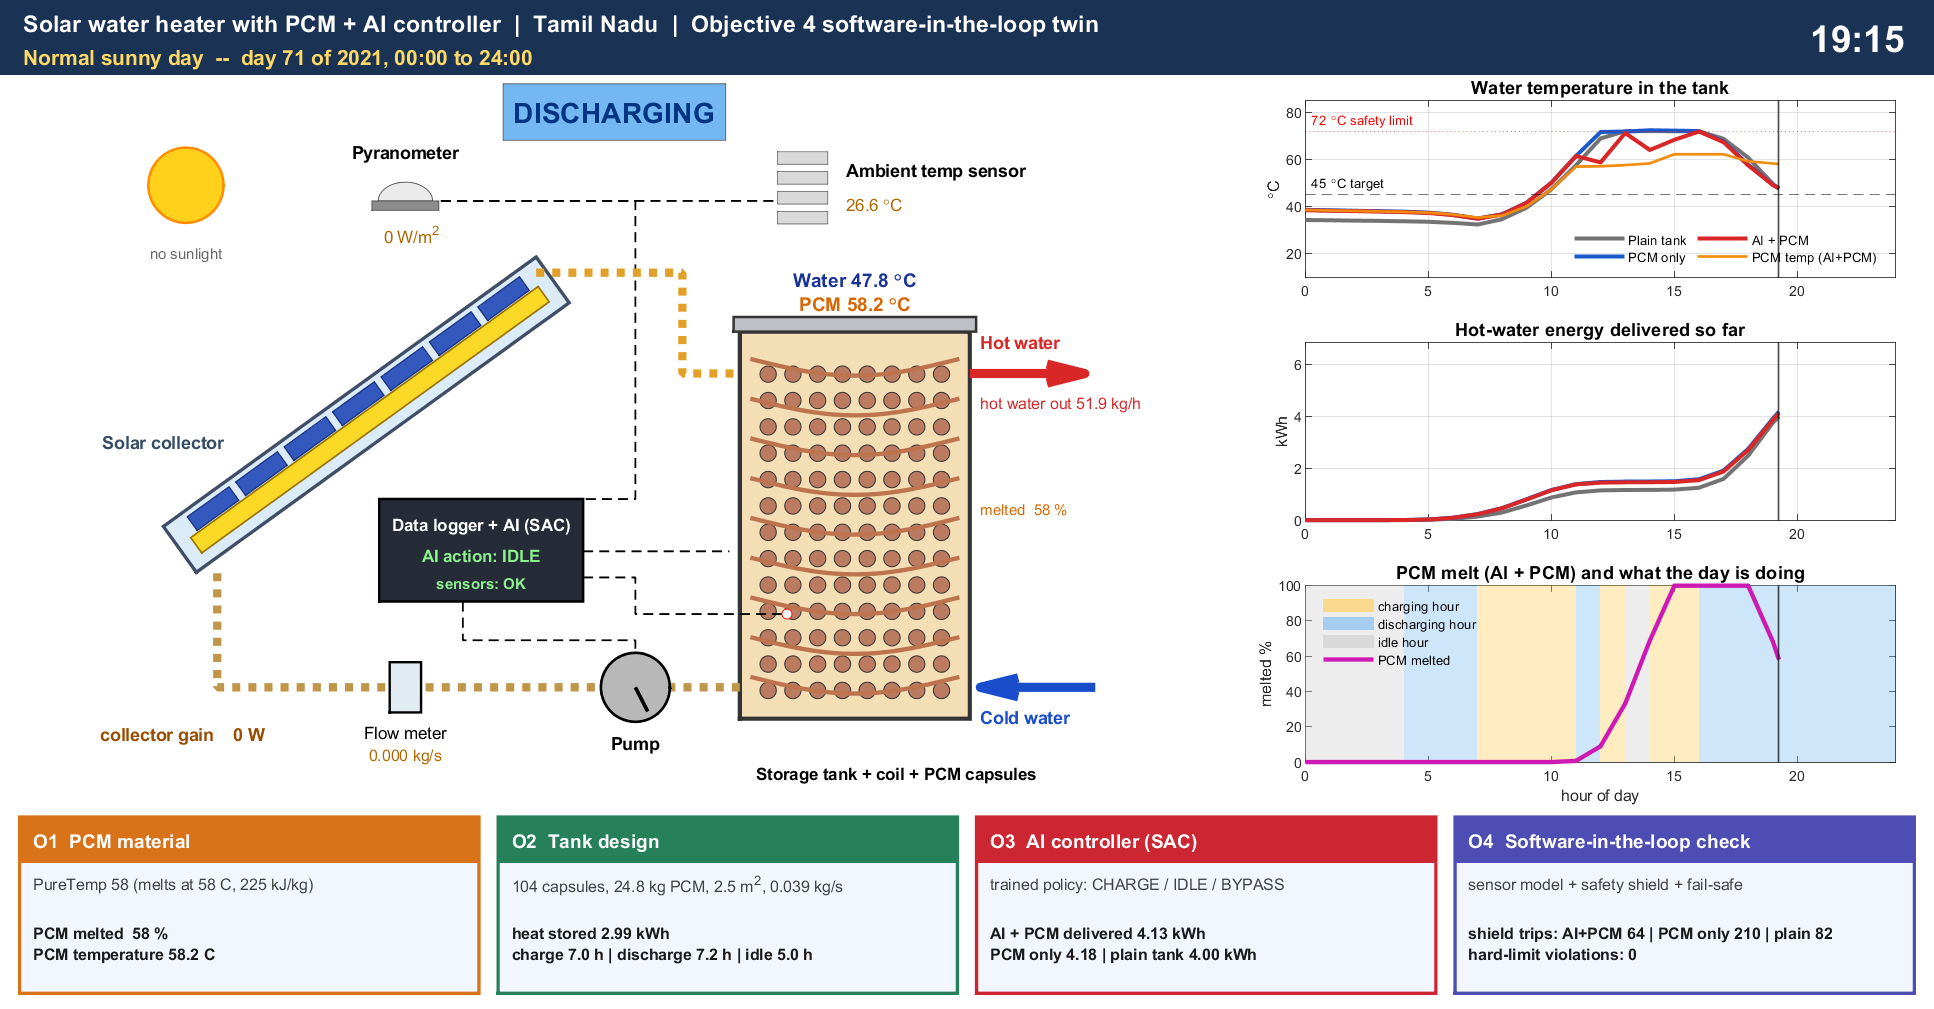 Solar water heater with PCM + AI controller | Tamil Nadu | Objective 4 software-in-the-loop twin
Normal sunny day -- day 71 of 2021, 00:00 to 24:00
19:15
DISCHARGING
no sunlight
Pyranometer
0 W/m²
Ambient temp sensor
26.6 °C
Solar collector
Water 47.8 °C
PCM 58.2 °C
Hot water
hot water out 51.9 kg/h
melted 58 %
Data logger + AI (SAC)
AI action: IDLE
sensors: OK
collector gain 0 W
Flow meter
0.000 kg/s
Pump
Cold water
Storage tank + coil + PCM capsules
Water temperature in the tank
80
60
40
20
°C
72 °C safety limit
45 °C target
Plain tank
AI + PCM
PCM only
PCM temp (AI+PCM)
0 5 10 15 20
Hot-water energy delivered so far
6
4
2
0
kWh
0 5 10 15 20
PCM melt (AI + PCM) and what the day is doing
100
80
60
40
20
0
melted %
charging hour
discharging hour
idle hour
PCM melted
0 5 10 15 20
hour of day
O1 PCM material
PureTemp 58 (melts at 58 C, 225 kJ/kg)
PCM melted 58 %
PCM temperature 58.2 C
O2 Tank design
104 capsules, 24.8 kg PCM, 2.5 m², 0.039 kg/s
heat stored 2.99 kWh
charge 7.0 h | discharge 7.2 h | idle 5.0 h
O3 AI controller (SAC)
trained policy: CHARGE / IDLE / BYPASS
AI + PCM delivered 4.13 kWh
PCM only 4.18 | plain tank 4.00 kWh
O4 Software-in-the-loop check
sensor model + safety shield + fail-safe
shield trips: AI+PCM 64 | PCM only 210 | plain 82
hard-limit violations: 0